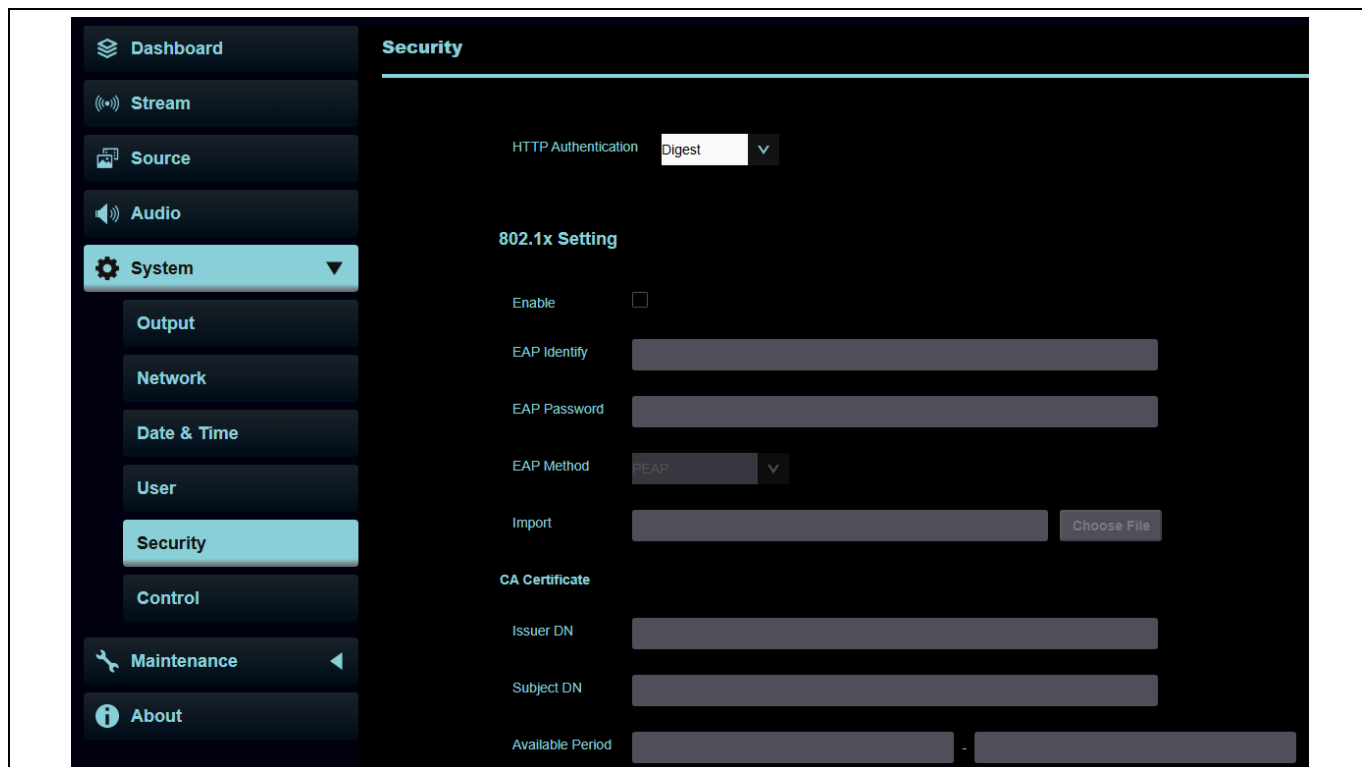 Dashboard
Stream
Source
Audio
System
Output
Network
Date & Time
User
Security
Control
Maintenance
About
Security
HTTP Authentication Digest
802.1x Setting
Enable
EAP Identify
EAP Password
EAP Method PEAP
Import Choose File
CA Certificate
Issuer DN
Subject DN
Available Period -